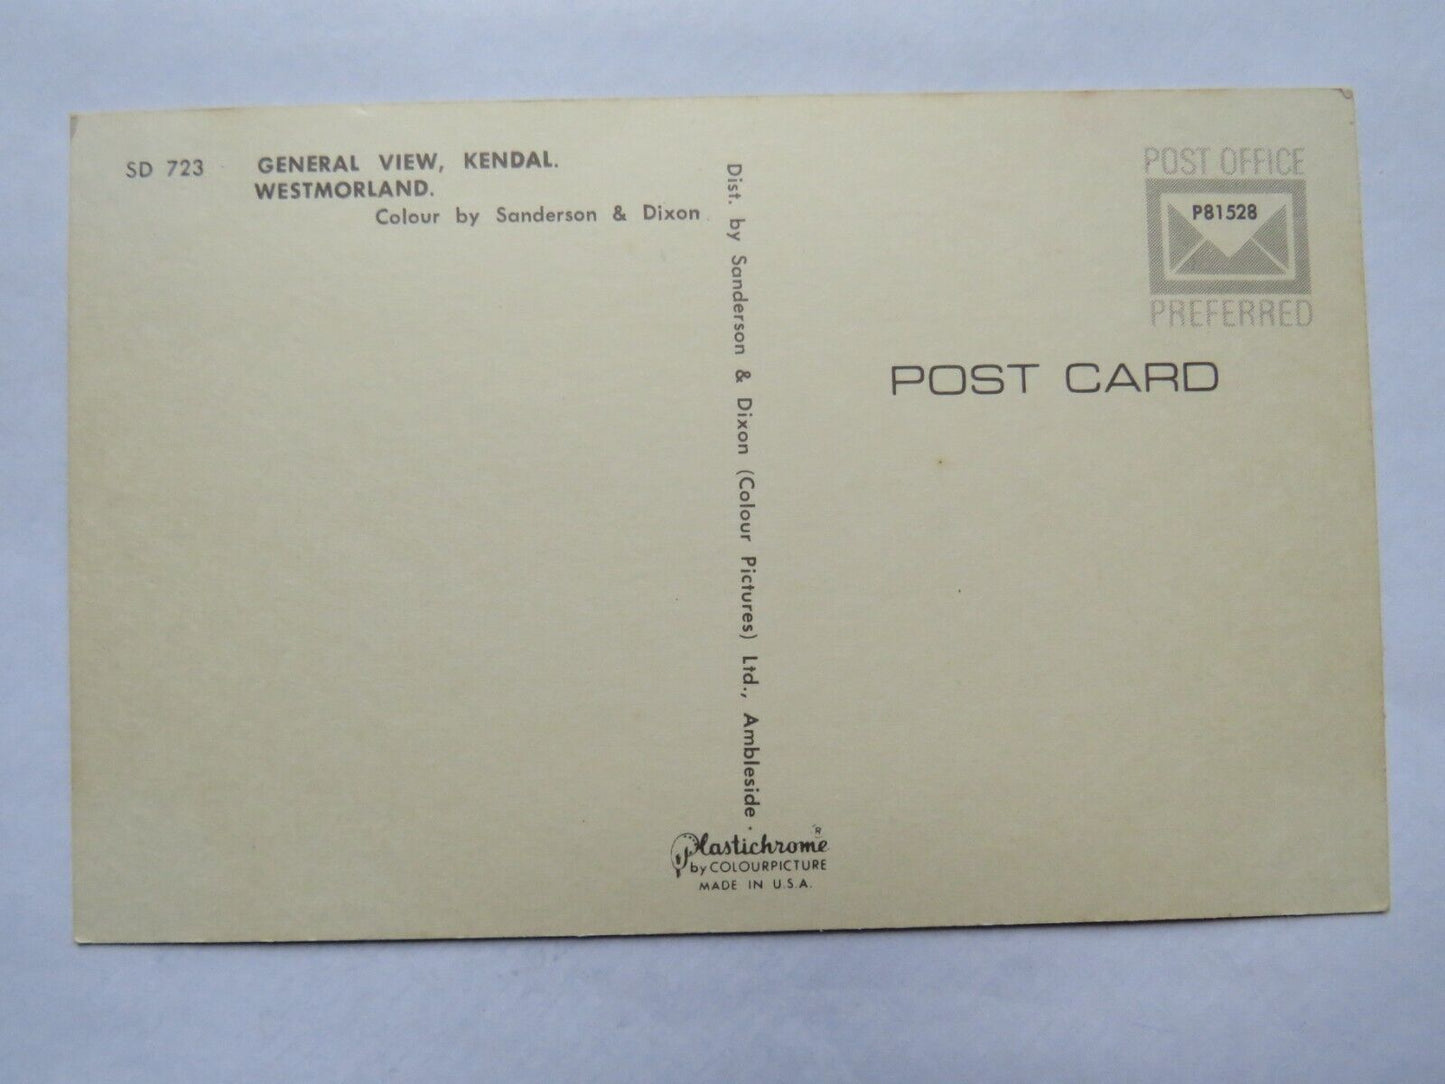 SD 723 GENERAL VIEW, KENDAL.
WESTMORLAND.
Colour by Sanderson & Dixon
Dist. by Sanderson & Dixon (Colour Pictures) Ltd., Ambleside.
POST OFFICE
P81528
PREFERRED
POST CARD
Plastichrome ®
by COLOURPICTURE
MADE IN U.S.A.